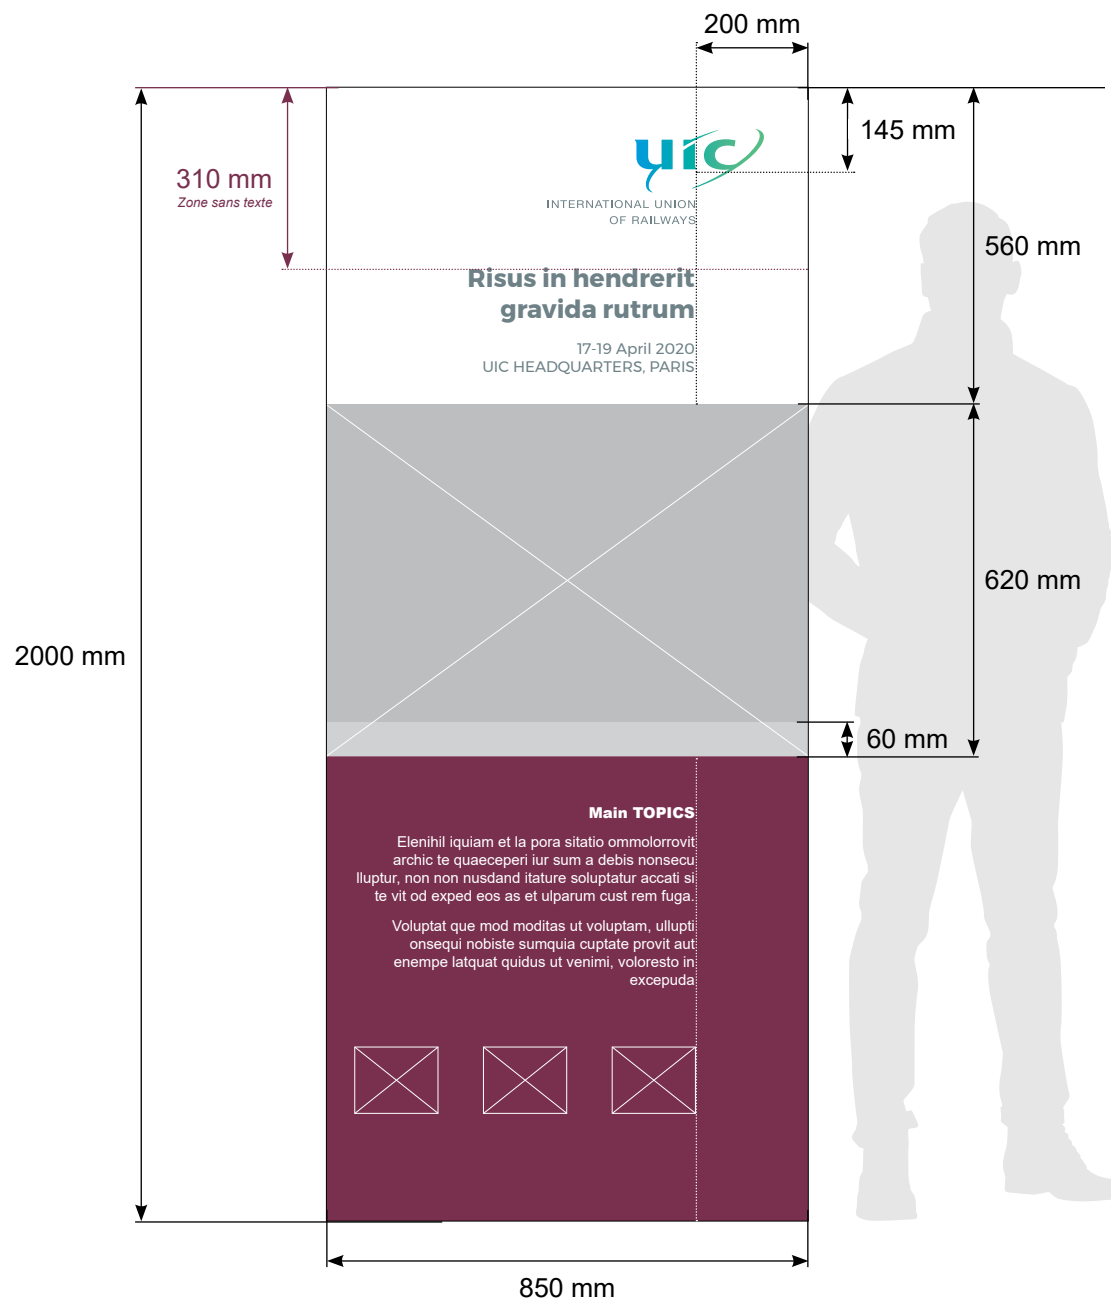 200 mm
145 mm
310 mm
Zone sans texte
uic
INTERNATIONAL UNION
OF RAILWAYS
560 mm
Risus in hendrerit
gravida rutrum
17-19 April 2020
UIC HEADQUARTERS, PARIS
620 mm
2000 mm
60 mm
Main TOPICS
Elenihil iquiam et la pora sitatio ommolorrovit
archic te quaeceperi iur sum a debis nonsecu
lluptur, non non nusdand itature soluptatur accati si
te vit od exped eos as et ulparum cust rem fuga.
Voluptat que mod moditas ut voluptam, ullupti
onsequi nobiste sumquia cuptate provit aut
enempe latquat quidus ut venimi, voloresto in
excepuda
850 mm